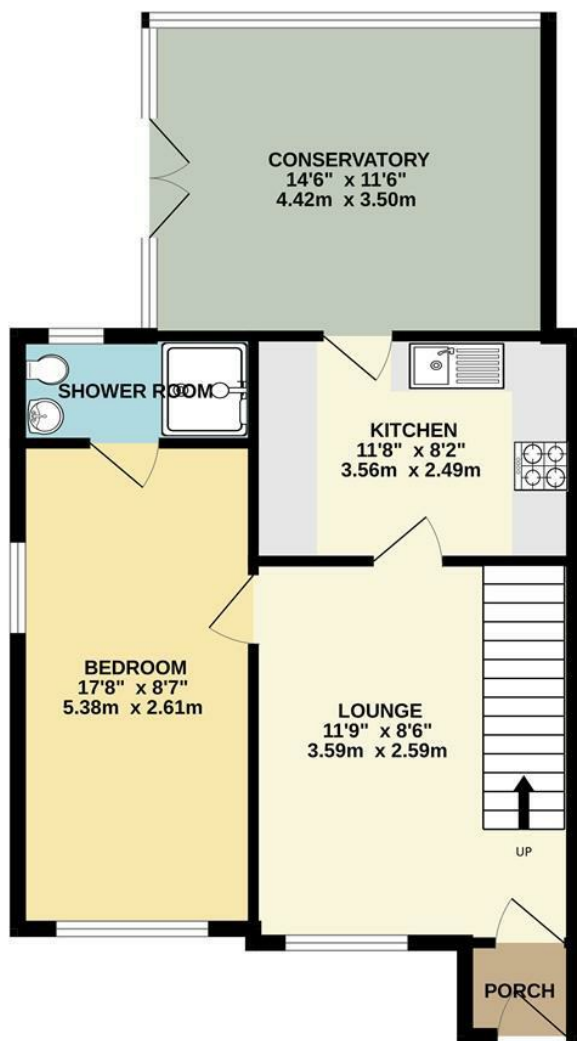 CONSERVATORY
14'6" x 11'6"
4.42m x 3.50m
SHOWER ROOM
KITCHEN
11'8" x 8'2"
3.56m x 2.49m
BEDROOM
17'8" x 8'7"
5.38m x 2.61m
LOUNGE
11'9" x 8'6"
3.59m x 2.59m
UP
PORCH